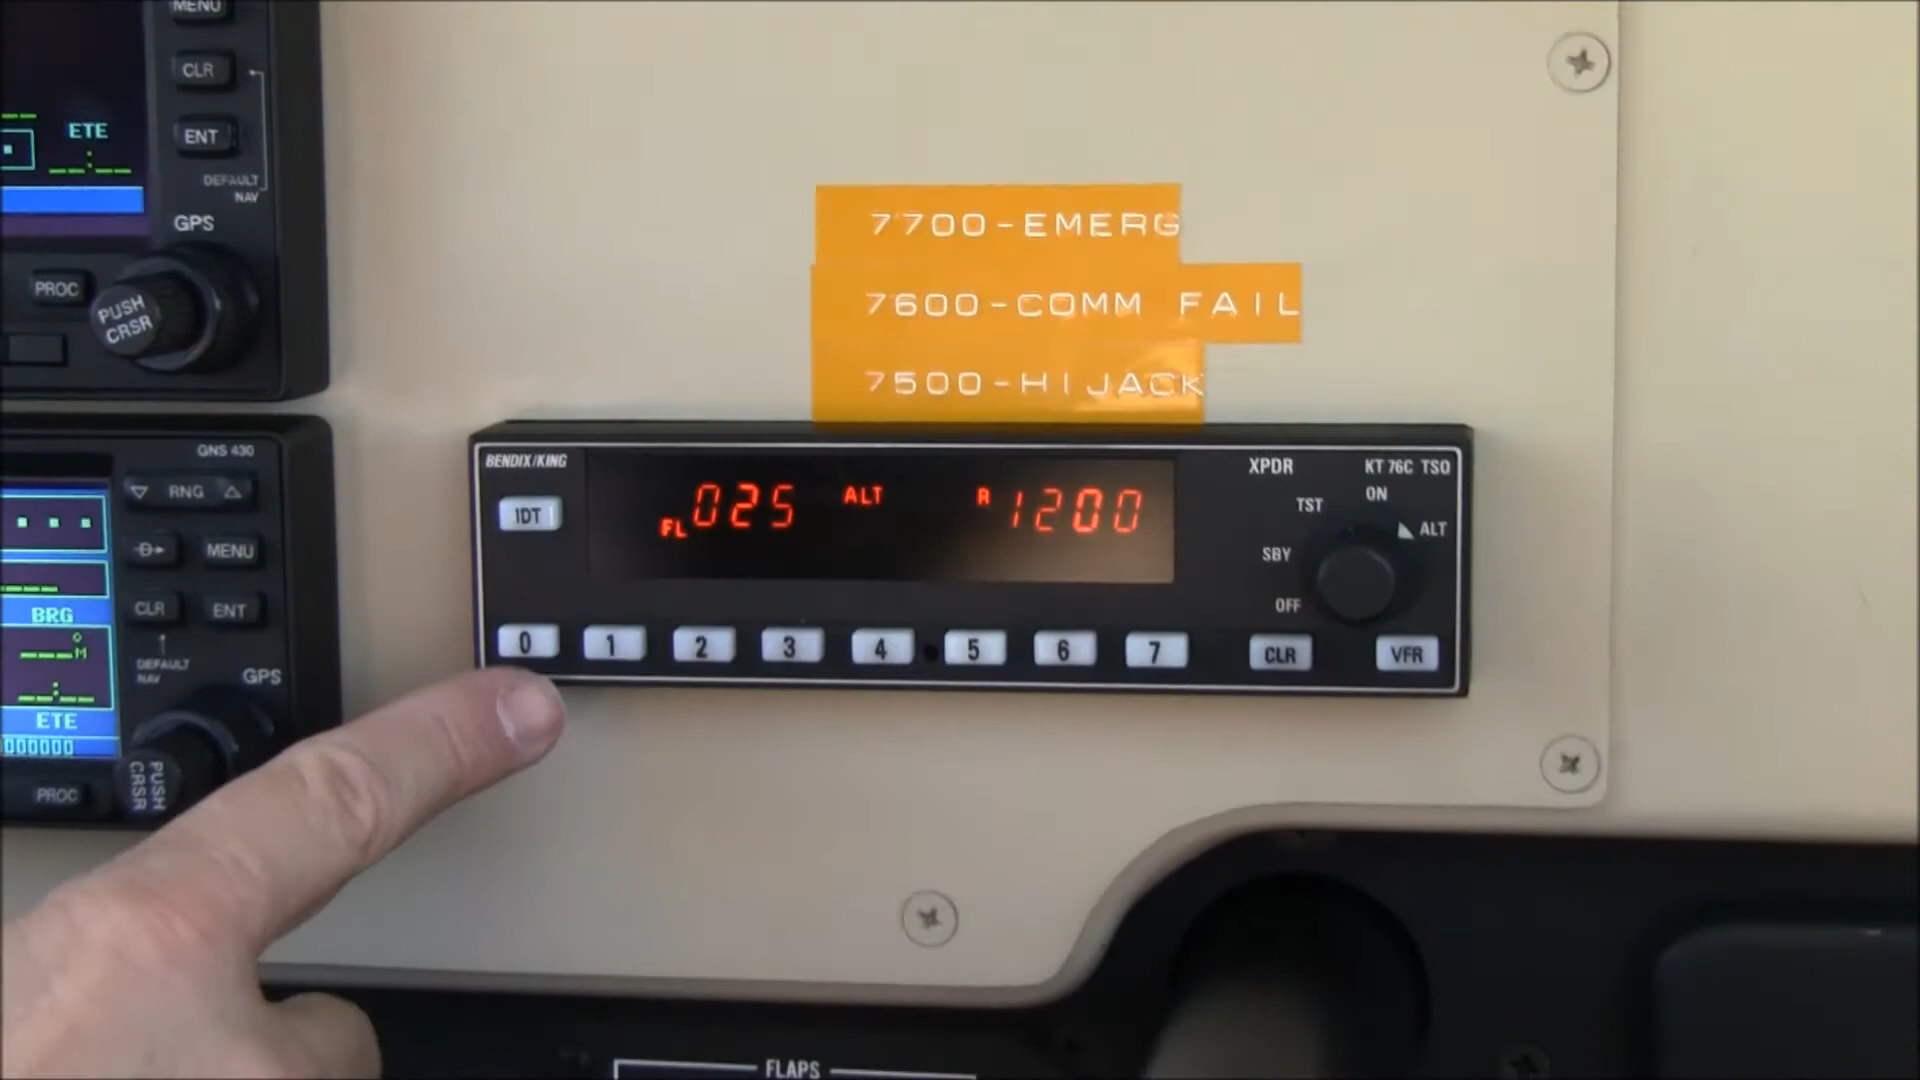 MENU
CLR
ENT
ETE
DEFAULT
NAV
GPS
PROC
PUSH
CRSR
7700-EMERG
7600-COMM FAIL
7500-HIJACK
GNS 430
RNG
MENU
CLR ENT
DEFAULT
NAV
GPS
BRG
M
ETE
000000
PROC
PUSH
CRSR
BENDIX/KING
IDT
FL 025 ALT R 1200
XPDR KT 76C TSO
OFF SBY TST ON ALT
0 1 2 3 4 5 6 7 CLR VFR
FLAPS